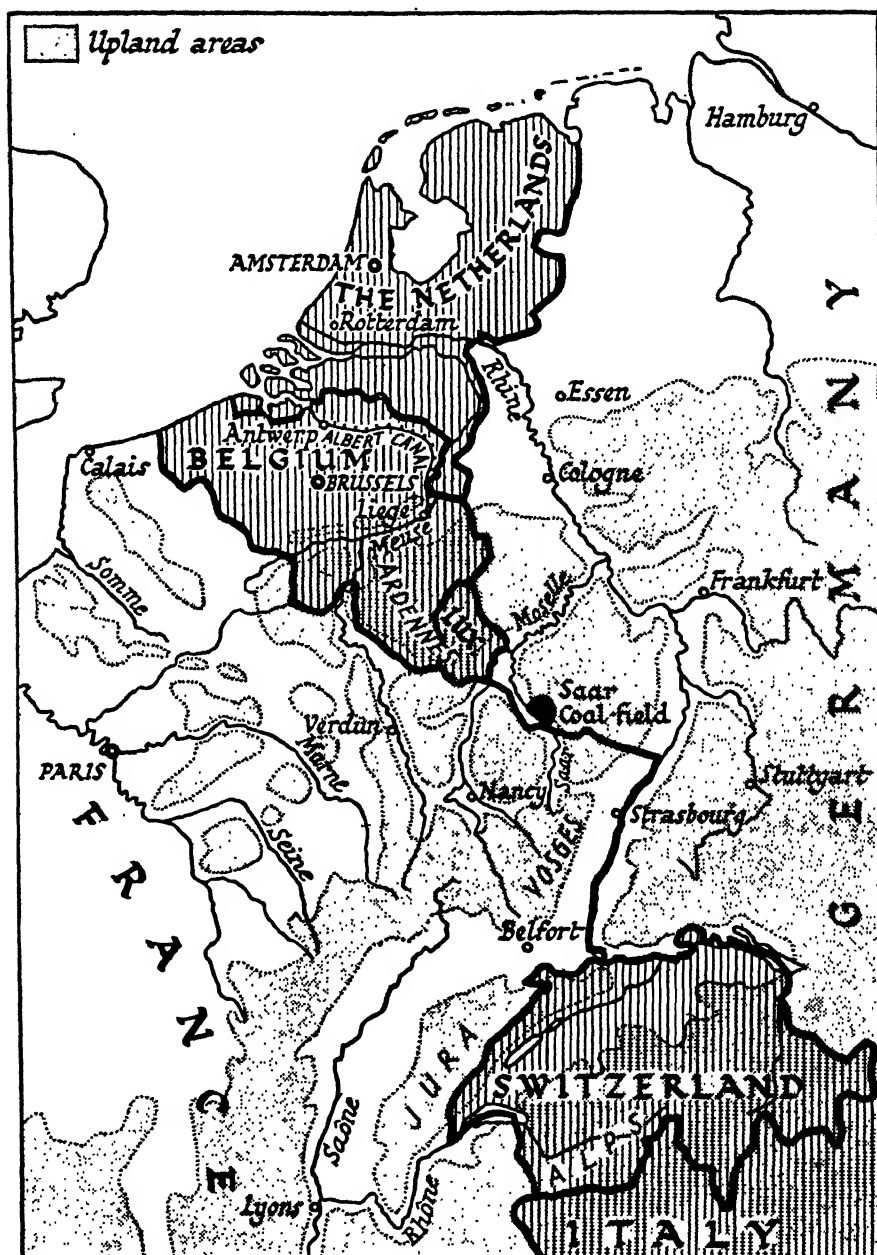 Upland areas
Hamburg
THE NETHERLANDS
AMSTERDAM
Rotterdam
Rhine
Essen
GERMANY
Antwerp
ALBERT CANAL
BELGIUM
Calais
BRUSSELS
Cologne
Liege
Meuse
ARDENNES
Somme
LUX.
Moselle
Frankfurt
Saar
Coal-field
Verdun
PARIS
Marne
Nancy
Saar
Stuttgart
Strasbourg
FRANCE
Seine
VOSGES
Belfort
JURA
SWITZERLAND
Saône
ALPS
Lyons
Rhône
ITALY